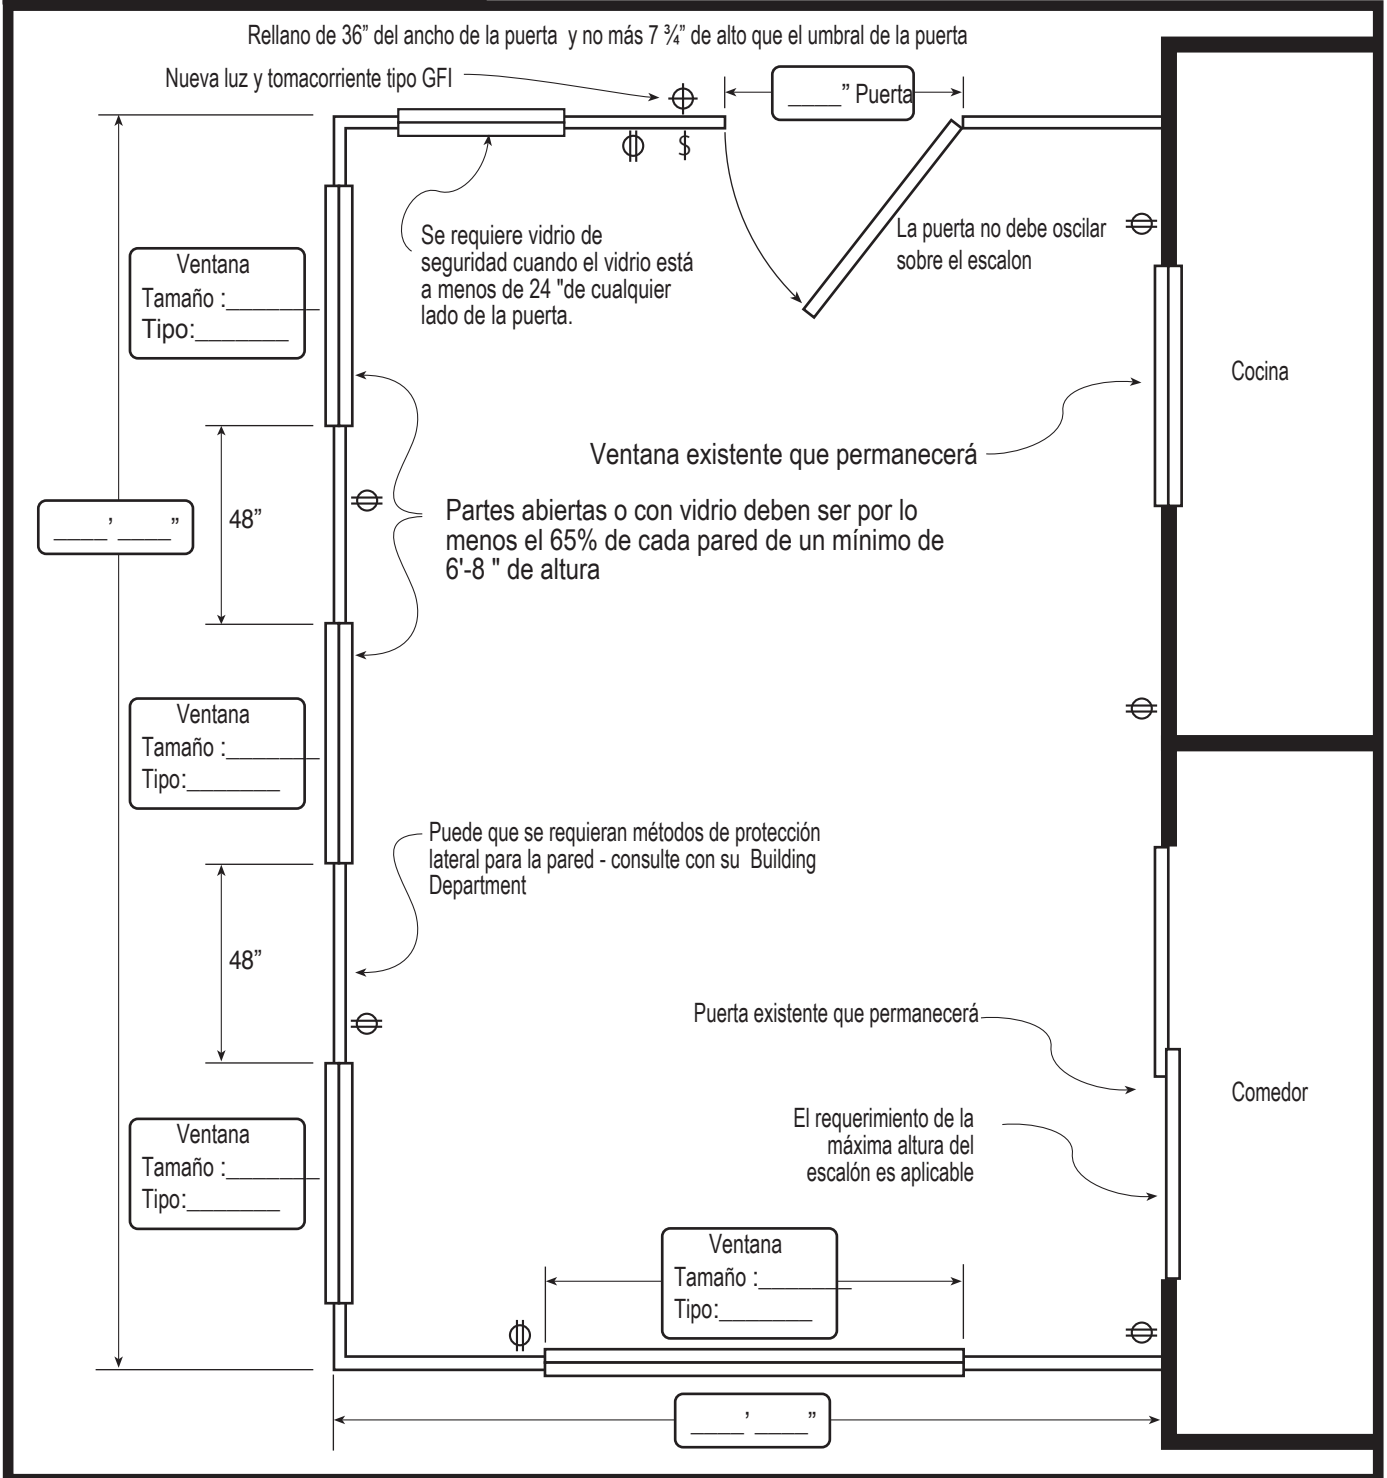 Rellano de 36” del ancho de la puerta y no más 7 ¾” de alto que el umbral de la puerta
Nueva luz y tomacorriente tipo GFI
____” Puerta
$
Se requiere vidrio de
seguridad cuando el vidrio está
a menos de 24 "de cualquier
lado de la puerta.
La puerta no debe oscilar
sobre el escalon
Ventana
Tamaño :_______
Tipo:_______
Cocina
Ventana existente que permanecerá
48”
____’ ____”
Partes abiertas o con vidrio deben ser por lo
menos el 65% de cada pared de un mínimo de
6'-8 " de altura
Ventana
Tamaño :_______
Tipo:_______
Puede que se requieran métodos de protección
lateral para la pared - consulte con su Building
Department
48”
Puerta existente que permanecerá
Comedor
El requerimiento de la
máxima altura del
escalón es aplicable
Ventana
Tamaño :_______
Tipo:_______
Ventana
Tamaño :_______
Tipo:_______
____’ ____”